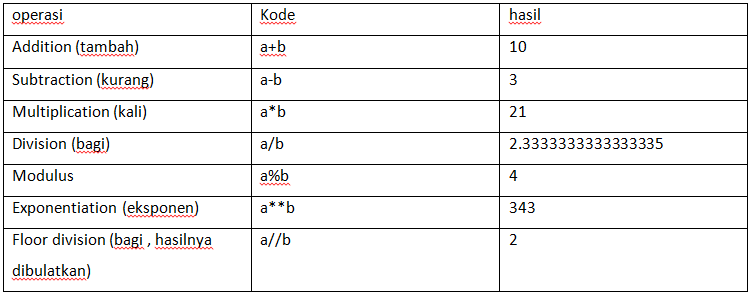 operasi Kode hasil
Addition (tambah) a+b 10
Subtraction (kurang) a-b 3
Multiplication (kali) a*b 21
Division (bagi) a/b 2.3333333333333335
Modulus a%b 4
Exponentiation (eksponen) a**b 343
Floor division (bagi , hasilnya a//b 2
dibulatkan)